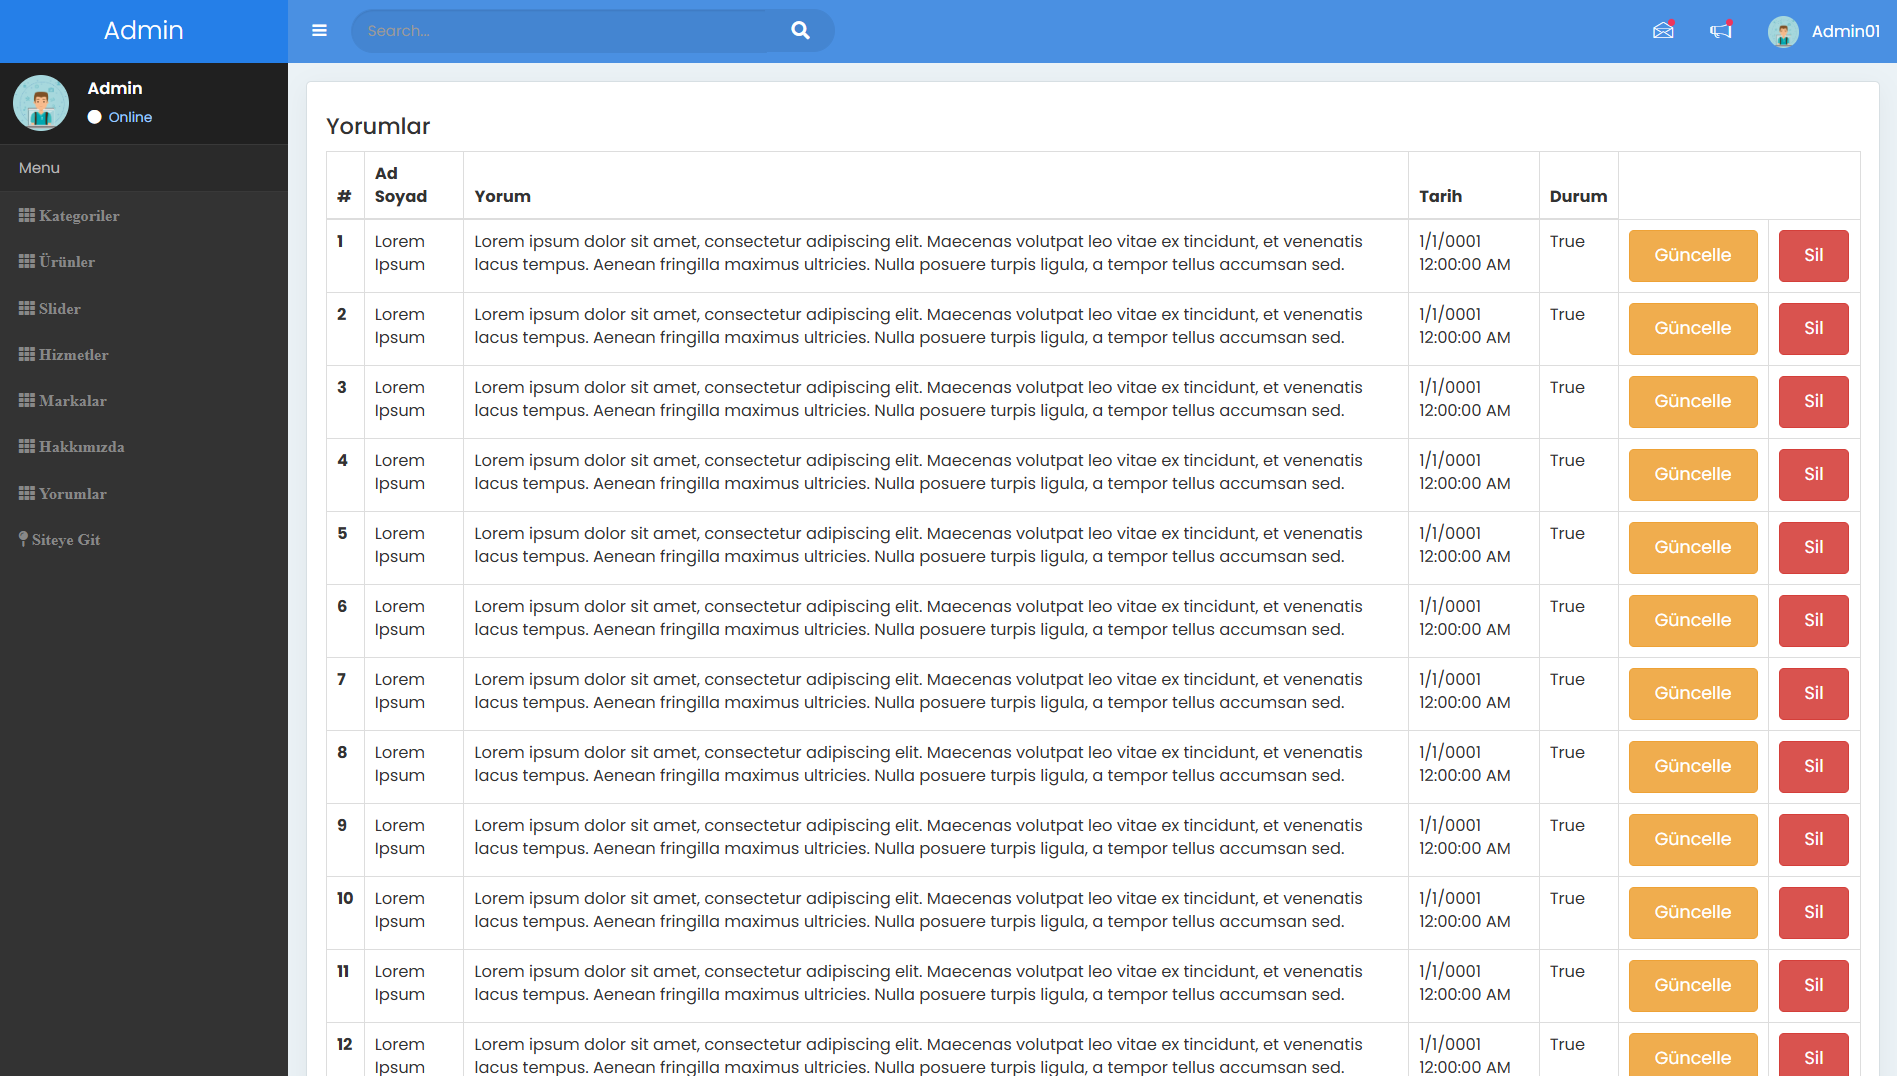 Admin
Search...
Admin01
Admin
Online
Menu
Kategoriler
Ürünler
Slider
Hizmetler
Markalar
Hakkımızda
Yorumlar
Siteye Git
Yorumlar
# Ad Soyad Yorum Tarih Durum
1 Lorem Ipsum Lorem ipsum dolor sit amet, consectetur adipiscing elit. Maecenas volutpat leo vitae ex tincidunt, et venenatis
lacus tempus. Aenean fringilla maximus ultricies. Nulla posuere turpis ligula, a tempor tellus accumsan sed. 1/1/0001 12:00:00 AM True Güncelle Sil
2 Lorem Ipsum Lorem ipsum dolor sit amet, consectetur adipiscing elit. Maecenas volutpat leo vitae ex tincidunt, et venenatis
lacus tempus. Aenean fringilla maximus ultricies. Nulla posuere turpis ligula, a tempor tellus accumsan sed. 1/1/0001 12:00:00 AM True Güncelle Sil
3 Lorem Ipsum Lorem ipsum dolor sit amet, consectetur adipiscing elit. Maecenas volutpat leo vitae ex tincidunt, et venenatis
lacus tempus. Aenean fringilla maximus ultricies. Nulla posuere turpis ligula, a tempor tellus accumsan sed. 1/1/0001 12:00:00 AM True Güncelle Sil
4 Lorem Ipsum Lorem ipsum dolor sit amet, consectetur adipiscing elit. Maecenas volutpat leo vitae ex tincidunt, et venenatis
lacus tempus. Aenean fringilla maximus ultricies. Nulla posuere turpis ligula, a tempor tellus accumsan sed. 1/1/0001 12:00:00 AM True Güncelle Sil
5 Lorem Ipsum Lorem ipsum dolor sit amet, consectetur adipiscing elit. Maecenas volutpat leo vitae ex tincidunt, et venenatis
lacus tempus. Aenean fringilla maximus ultricies. Nulla posuere turpis ligula, a tempor tellus accumsan sed. 1/1/0001 12:00:00 AM True Güncelle Sil
6 Lorem Ipsum Lorem ipsum dolor sit amet, consectetur adipiscing elit. Maecenas volutpat leo vitae ex tincidunt, et venenatis
lacus tempus. Aenean fringilla maximus ultricies. Nulla posuere turpis ligula, a tempor tellus accumsan sed. 1/1/0001 12:00:00 AM True Güncelle Sil
7 Lorem Ipsum Lorem ipsum dolor sit amet, consectetur adipiscing elit. Maecenas volutpat leo vitae ex tincidunt, et venenatis
lacus tempus. Aenean fringilla maximus ultricies. Nulla posuere turpis ligula, a tempor tellus accumsan sed. 1/1/0001 12:00:00 AM True Güncelle Sil
8 Lorem Ipsum Lorem ipsum dolor sit amet, consectetur adipiscing elit. Maecenas volutpat leo vitae ex tincidunt, et venenatis
lacus tempus. Aenean fringilla maximus ultricies. Nulla posuere turpis ligula, a tempor tellus accumsan sed. 1/1/0001 12:00:00 AM True Güncelle Sil
9 Lorem Ipsum Lorem ipsum dolor sit amet, consectetur adipiscing elit. Maecenas volutpat leo vitae ex tincidunt, et venenatis
lacus tempus. Aenean fringilla maximus ultricies. Nulla posuere turpis ligula, a tempor tellus accumsan sed. 1/1/0001 12:00:00 AM True Güncelle Sil
10 Lorem Ipsum Lorem ipsum dolor sit amet, consectetur adipiscing elit. Maecenas volutpat leo vitae ex tincidunt, et venenatis
lacus tempus. Aenean fringilla maximus ultricies. Nulla posuere turpis ligula, a tempor tellus accumsan sed. 1/1/0001 12:00:00 AM True Güncelle Sil
11 Lorem Ipsum Lorem ipsum dolor sit amet, consectetur adipiscing elit. Maecenas volutpat leo vitae ex tincidunt, et venenatis
lacus tempus. Aenean fringilla maximus ultricies. Nulla posuere turpis ligula, a tempor tellus accumsan sed. 1/1/0001 12:00:00 AM True Güncelle Sil
12 Lorem Ipsum Lorem ipsum dolor sit amet, consectetur adipiscing elit. Maecenas volutpat leo vitae ex tincidunt, et venenatis
lacus tempus. Aenean fringilla maximus ultricies. Nulla posuere turpis ligula, a tempor tellus accumsan sed. 1/1/0001 12:00:00 AM True Güncelle Sil